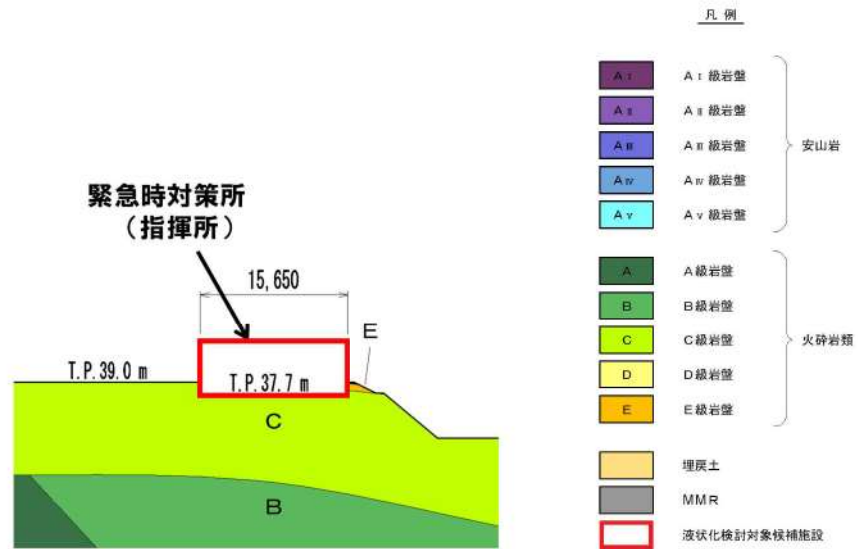 凡 例
AⅠ AⅠ級岩盤
AⅡ AⅡ級岩盤
AⅢ AⅢ級岩盤
AⅣ AⅣ級岩盤
AⅤ AⅤ級岩盤
安山岩
A A級岩盤
B B級岩盤
C C級岩盤
D D級岩盤
E E級岩盤
火砕岩類
埋戻土
MMR
液状化検討対象候補施設
緊急時対策所
（指揮所）
15,650
E
T.P.39.0 m
T.P.37.7 m
C
B